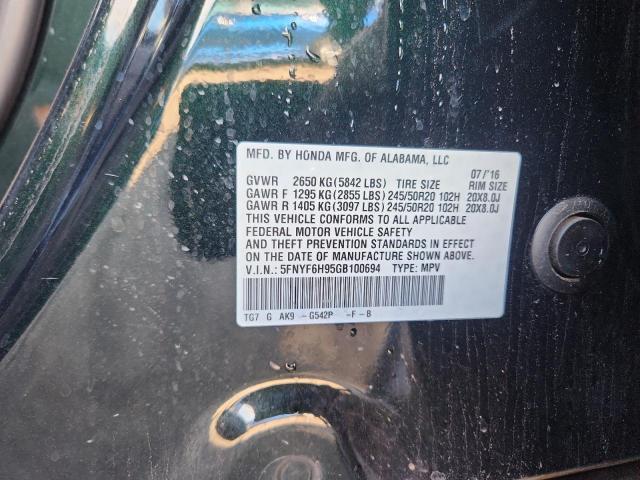 MFD. BY HONDA MFG. OF ALABAMA, LLC 07/'16
GVWR 2650 KG(5842 LBS) TIRE SIZE RIM SIZE
GAWR F 1295 KG(2855 LBS)245/50R20 102H 20X8.0J
GAWR R 1405 KG(3097 LBS)245/50R20 102H 20X8.0J
THIS VEHICLE CONFORMS TO ALL APPLICABLE
FEDERAL MOTOR VEHICLE SAFETY
AND THEFT PREVENTION STANDARDS IN EFFECT
ON THE DATE OF MANUFACTURE SHOWN ABOVE.
V.I.N.: 5FNYF6H95GB100694 TYPE: MPV
TG7 G AK9 -G542P -F-B